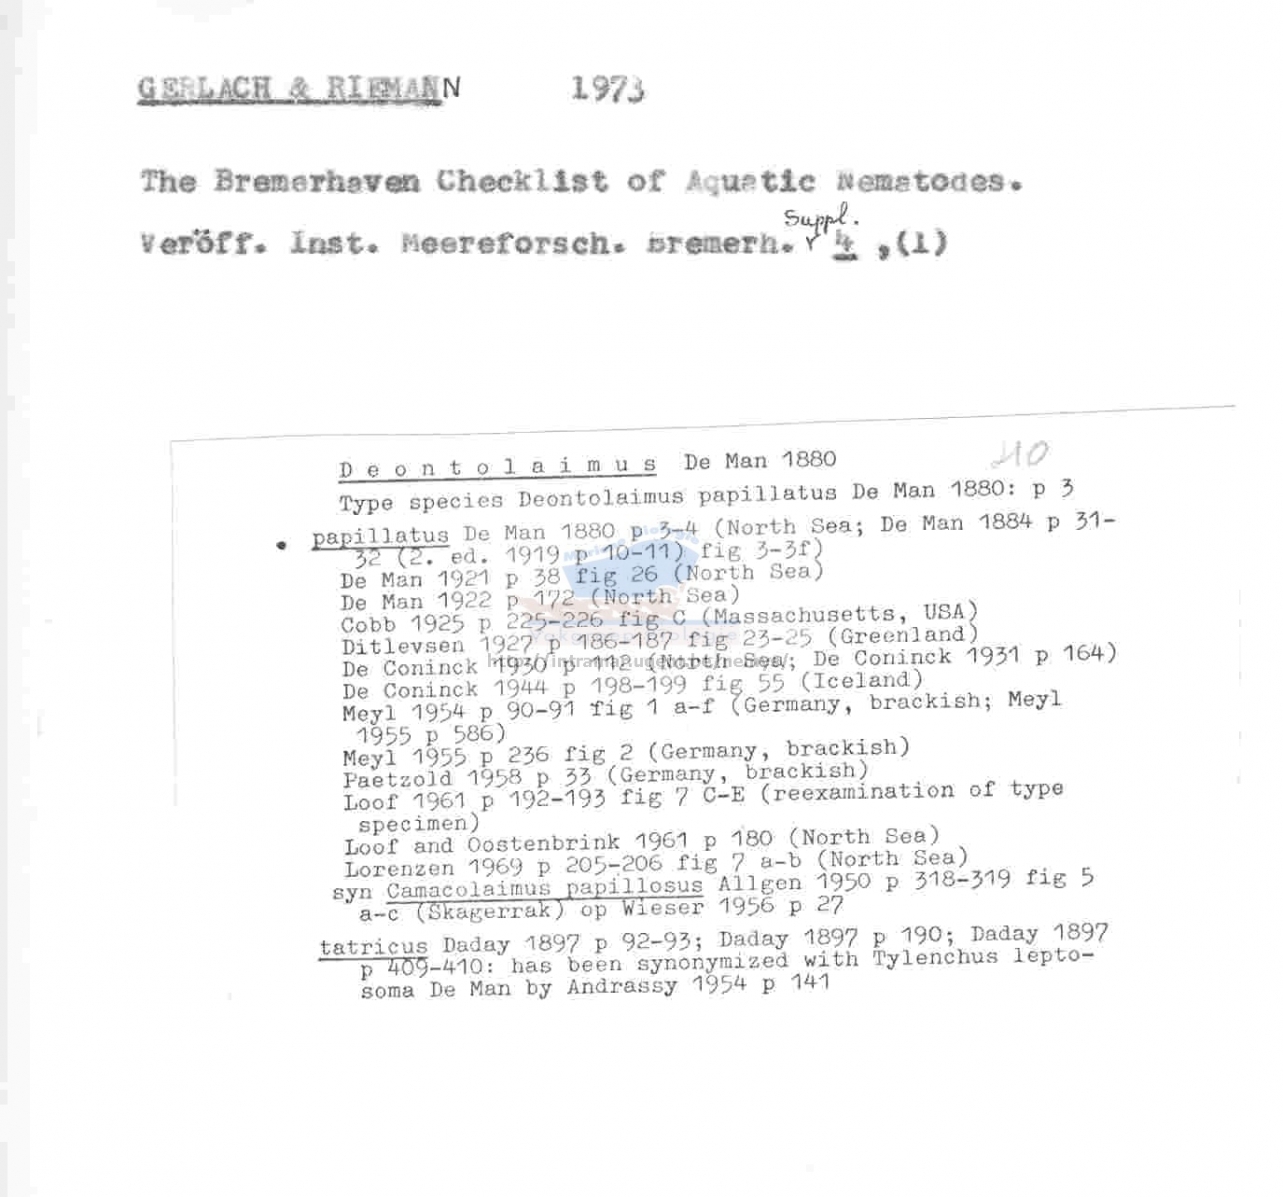 GERLACH & RIEMANN 1973
The Bremerhaven Checklist of Aquatic Nematodes.
Suppl.
Veröff. Inst. Meereforsch. Bremerh. 4 ,(1)
Deontolaimus De Man 1880
Type species Deontolaimus papillatus De Man 1880: p 3
• papillatus De Man 1880 p 3-4 (North Sea; De Man 1884 p 31-
32 (2. ed. 1919 p 10-11) fig 3-3f)
De Man 1921 p 38 fig 26 (North Sea)
De Man 1922 p 172 (North Sea)
Cobb 1925 p 225-226 fig C (Massachusetts, USA)
Ditlevsen 1927 p 186-187 fig 23-25 (Greenland)
De Coninck 1930 p 112 (North Sea; De Coninck 1931 p 164)
De Coninck 1944 p 198-199 fig 55 (Iceland)
Meyl 1954 p 90-91 fig 1 a-f (Germany, brackish; Meyl
1955 p 586)
Meyl 1955 p 236 fig 2 (Germany, brackish)
Paetzold 1958 p 33 (Germany, brackish)
Loof 1961 p 192-193 fig 7 C-E (reexamination of type
specimen)
Loof and Oostenbrink 1961 p 180 (North Sea)
Lorenzen 1969 p 205-206 fig 7 a-b (North Sea)
syn Camacolaimus papillosus Allgen 1950 p 318-319 fig 5
a-c (Skagerrak) op Wieser 1956 p 27
tatricus Daday 1897 p 92-93; Daday 1897 p 190; Daday 1897
p 409-410: has been synonymized with Tylenchus lepto-
soma De Man by Andrassy 1954 p 141